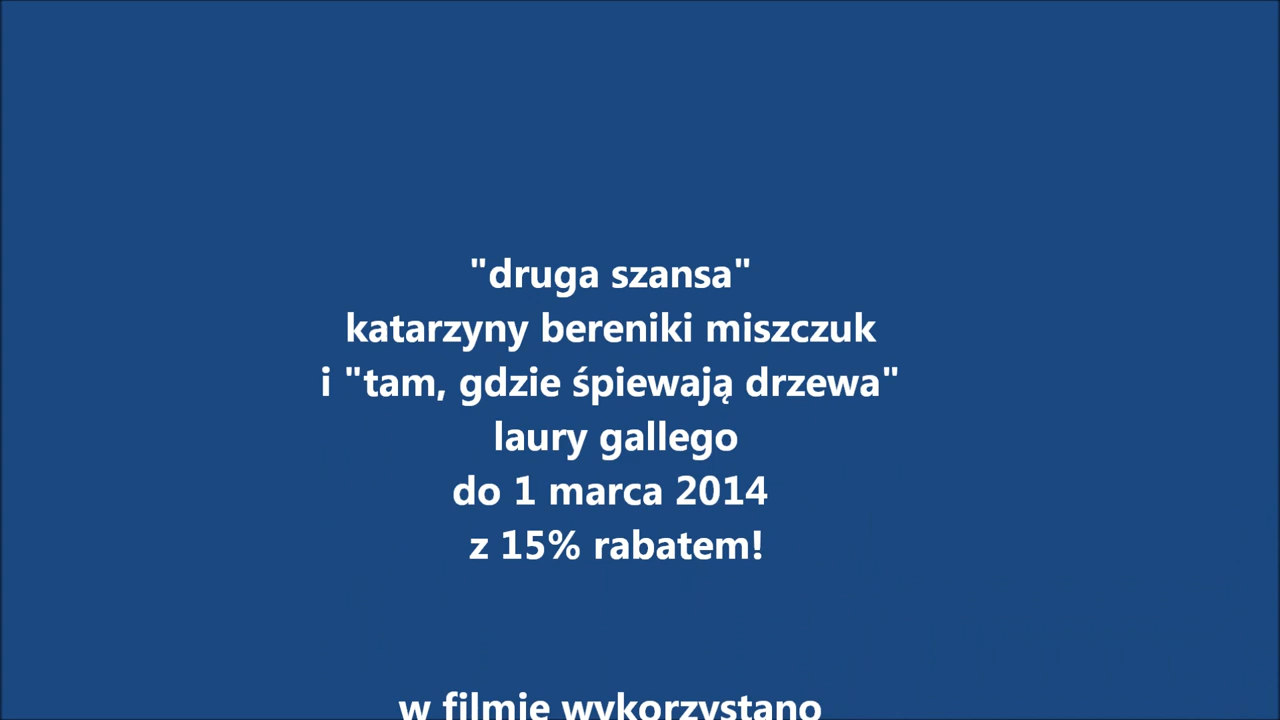 "druga szansa"
katarzyny bereniki miszczuk
i "tam, gdzie śpiewają drzewa"
laury gallego
do 1 marca 2014
z 15% rabatem!
w filmie wykorzystano